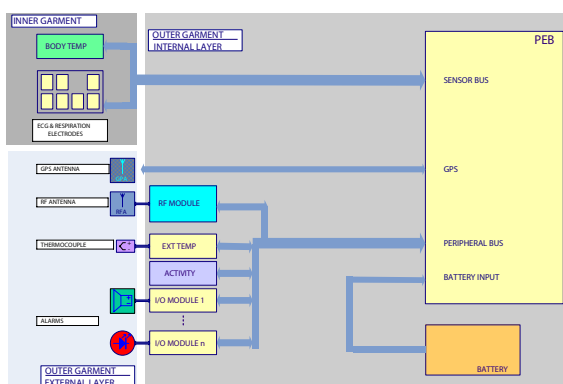 INNER GARMENT
BODY TEMP
ECG & RESPIRATION
ELECTRODES
OUTER GARMENT
INTERNAL LAYER
PEB
SENSOR BUS
GPS ANTENNA
GPA
GPS
RF ANTENNA
RFA
RF MODULE
THERMOCOUPLE
EXT TEMP
PERIPHERAL BUS
ACTIVITY
BATTERY INPUT
I/O MODULE 1
ALARMS
I/O MODULE n
OUTER GARMENT
EXTERNAL LAYER
BATTERY